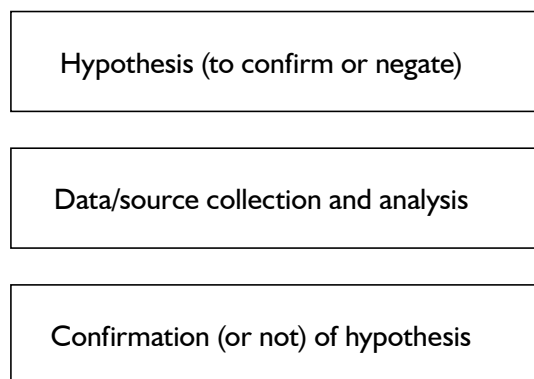 Hypothesis (to confirm or negate)
Data/source collection and analysis
Confirmation (or not) of hypothesis